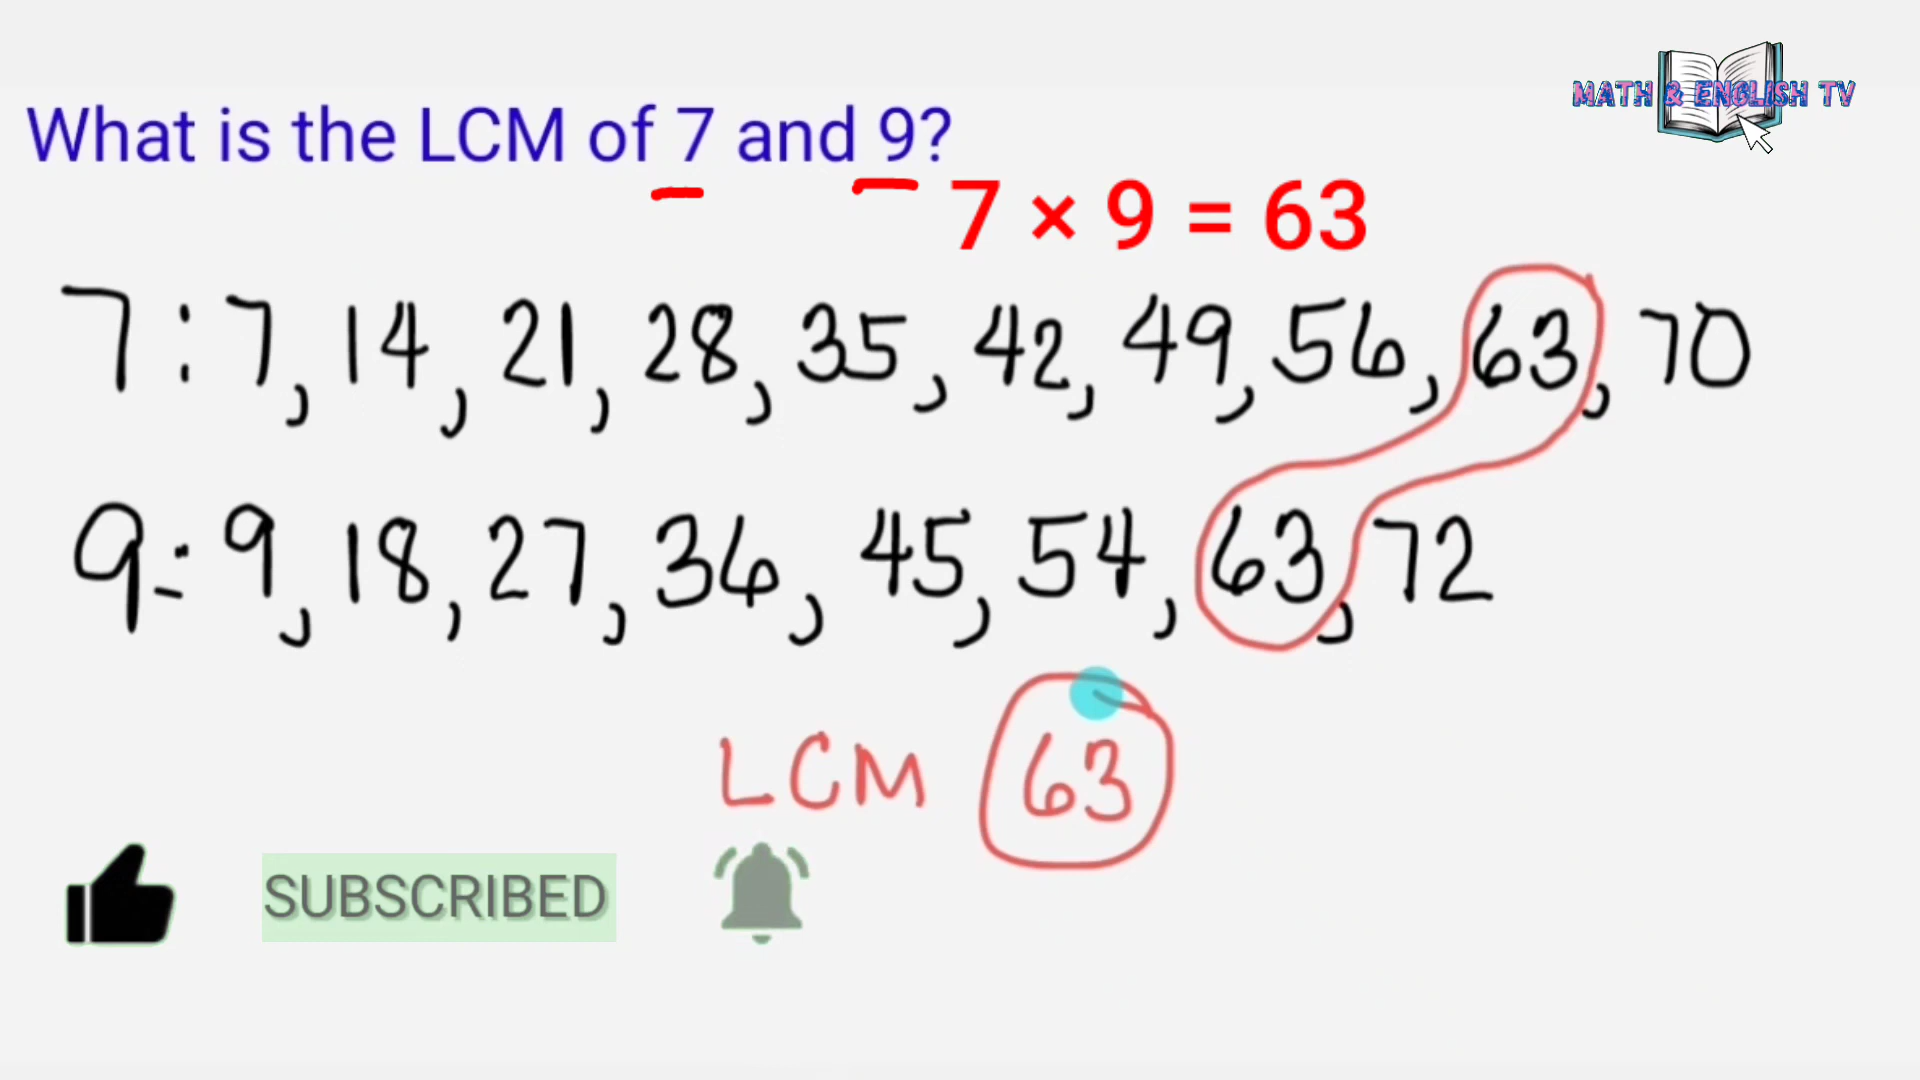 MATH & ENGLISH TV
What is the LCM of 7 and 9?
7 × 9 = 63
7 : 7, 14, 21, 28, 35, 42, 49, 56, 63, 70
9 : 9, 18, 27, 36, 45, 54, 63, 72
LCM 63
SUBSCRIBED